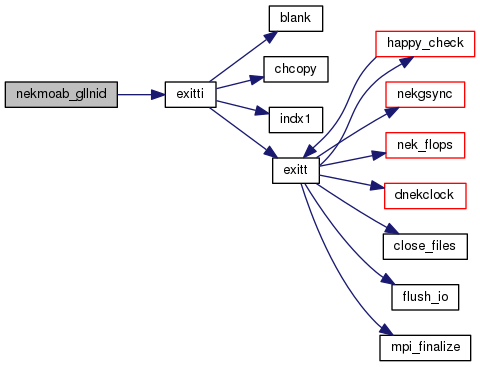 blank
happy_check
chcopy
nekmoab_gllnid
exitti
nekgsync
indx1
nek_flops
exitt
dnekclock
close_files
flush_io
mpi_finalize